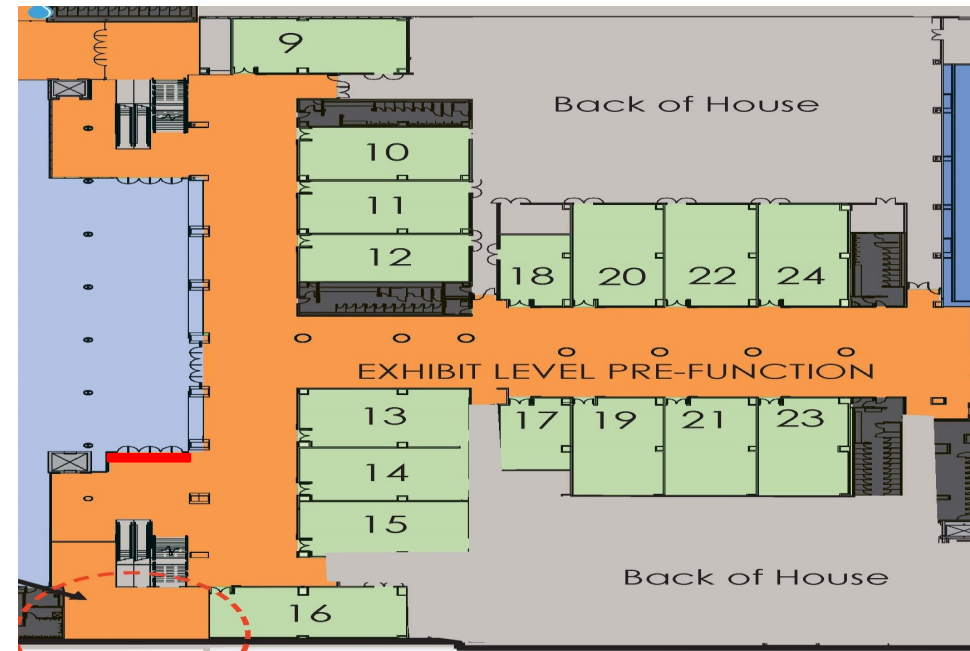 9
Back of House
10
11
12
18 20 22 24
EXHIBIT LEVEL PRE-FUNCTION
13
17 19 21 23
14
15
Back of House
16